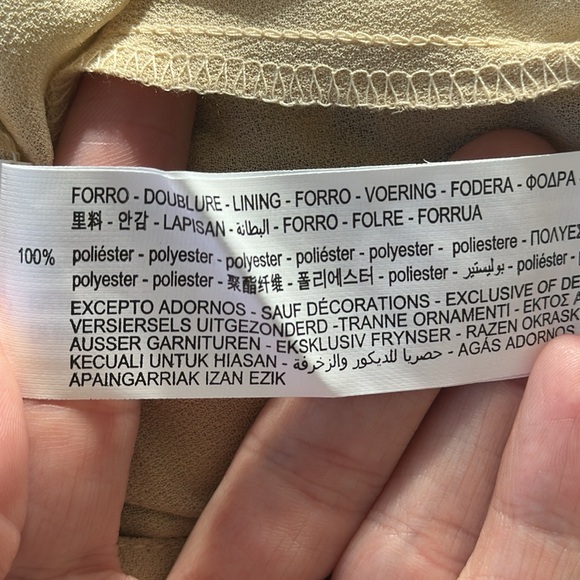 FORRO - DOUBLURE - LINING - FORRO - VOERING - FODERA - ΦΟΔΡΑ
里料 - 안감 - LAPISAN - البطانة - FORRO - FOLRE - FORRUA
100% poliéster - polyester - polyester - poliéster - polyester - poliestere - ΠΟΛΥΕΣ
polyester - poliester - 聚酯纤维 - 폴리에스터 - poliester - بوليستير - poliéster -
EXCEPTO ADORNOS - SAUF DÉCORATIONS - EXCLUSIVE OF DE
VERSIERSELS UITGEZONDERD -TRANNE ORNAMENTI - ΕΚΤΟΣ Α
AUSSER GARNITUREN - EKSKLUSIV FRYNSER - RAZEN OKRASK
KECUALI UNTUK HIASAN - حصريا للديكور والزخرفة - AGÁS ADORNOS
APAINGARRIAK IZAN EZIK